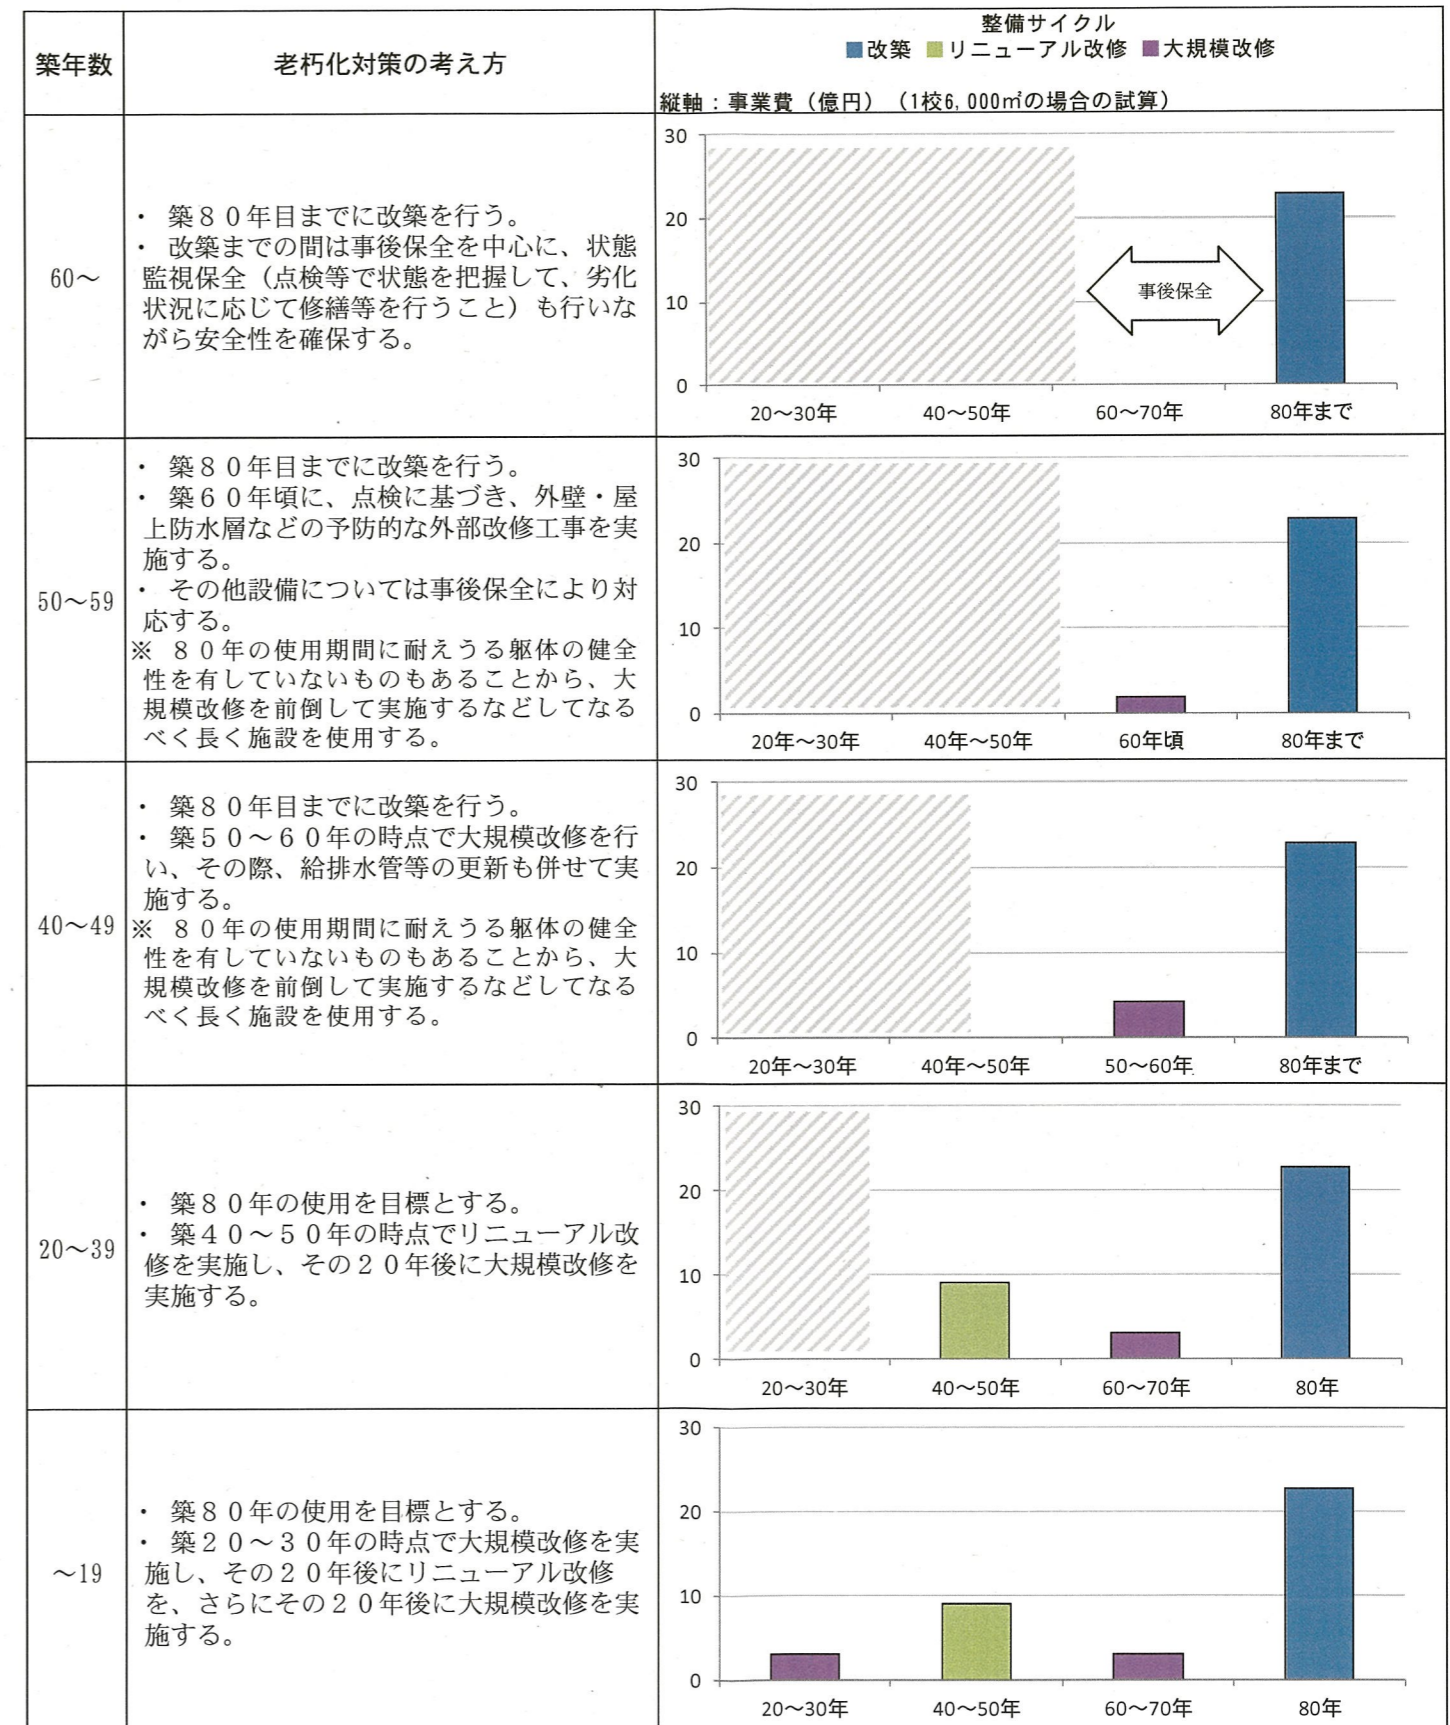 築年数
老朽化対策の考え方
整備サイクル
■改築 ■リニューアル改修 ■大規模改修
縦軸：事業費（億円）（1校6,000㎡の場合の試算）
60～
・ 築８０年目までに改築を行う。
・ 改築までの間は事後保全を中心に、状態
監視保全（点検等で状態を把握して、劣化
状況に応じて修繕等を行うこと）も行いな
がら安全性を確保する。
30
20
10
0
事後保全
20～30年
40～50年
60～70年
80年まで
50～59
・ 築８０年目までに改築を行う。
・ 築６０年頃に、点検に基づき、外壁・屋
上防水層などの予防的な外部改修工事を実
施する。
・ その他設備については事後保全により対
応する。
※ ８０年の使用期間に耐えうる躯体の健全
性を有していないものもあることから、大
規模改修を前倒して実施するなどしてなる
べく長く施設を使用する。
30
20
10
0
20年～30年
40年～50年
60年頃
80年まで
40～49
・ 築８０年目までに改築を行う。
・ 築５０～６０年の時点で大規模改修を行
い、その際、給排水管等の更新も併せて実
施する。
※ ８０年の使用期間に耐えうる躯体の健全
性を有していないものもあることから、大
規模改修を前倒して実施するなどしてなる
べく長く施設を使用する。
30
20
10
0
20年～30年
40年～50年
50～60年
80年まで
20～39
・ 築８０年の使用を目標とする。
・ 築４０～５０年の時点でリニューアル改
修を実施し、その２０年後に大規模改修を
実施する。
30
20
10
0
20～30年
40～50年
60～70年
80年
～19
・ 築８０年の使用を目標とする。
・ 築２０～３０年の時点で大規模改修を実
施し、その２０年後にリニューアル改修
を、さらにその２０年後に大規模改修を実
施する。
30
20
10
0
20～30年
40～50年
60～70年
80年